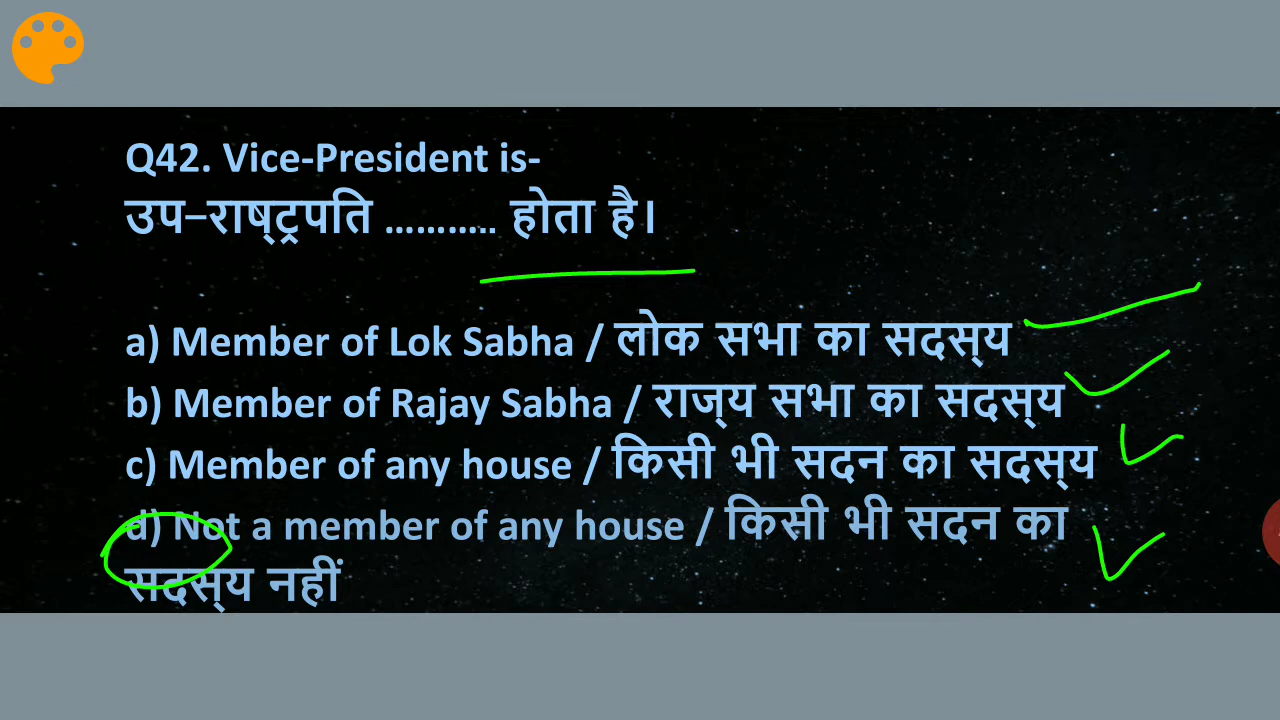 Q42. Vice-President is-
उप–राष्ट्रपति ……….. होता है।
a) Member of Lok Sabha / लोक सभा का सदस्य
b) Member of Rajay Sabha / राज्य सभा का सदस्य
c) Member of any house / किसी भी सदन का सदस्य
d) Not a member of any house / किसी भी सदन का
सदस्य नहीं